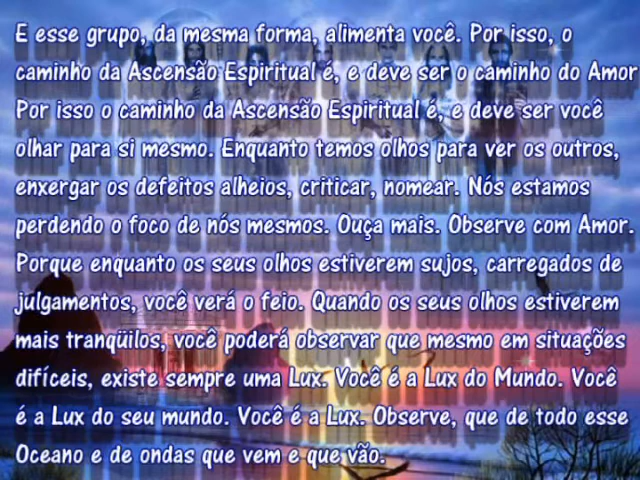 E esse grupo, da mesma forma, alimenta você. Por isso, o
caminho da Ascensão Espiritual é, e deve ser o caminho do Amor
Por isso o caminho da Ascensão Espiritual é, e deve ser você
olhar para si mesmo. Enquanto temos olhos para ver os outros,
enxergar os defeitos alheios, criticar, nomear. Nós estamos
perdendo o foco de nós mesmos. Ouça mais. Observe com Amor.
Porque enquanto os seus olhos estiverem sujos, carregados de
julgamentos, você verá o feio. Quando os seus olhos estiverem
mais tranqüilos, você poderá observar que mesmo em situações
difíceis, existe sempre uma Luz. Você é a Luz do Mundo. Você
é a Luz do seu mundo. Você é a Luz. Observe, que de todo esse
Oceano e de ondas que vem e que vão.